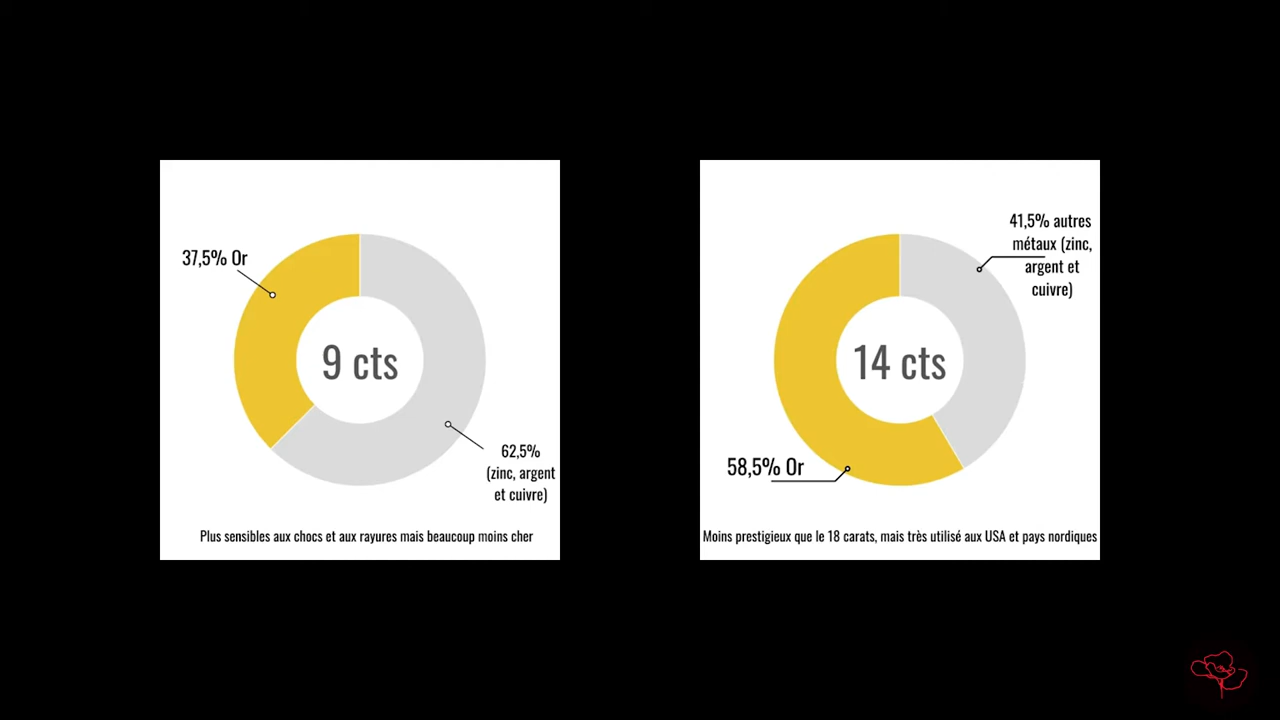 37,5% Or
9 cts
62,5%
(zinc, argent
et cuivre)
Plus sensibles aux chocs et aux rayures mais beaucoup moins cher
41,5% autres
métaux (zinc,
argent et
cuivre)
14 cts
58,5% Or
Moins prestigieux que le 18 carats, mais très utilisé aux USA et pays nordiques